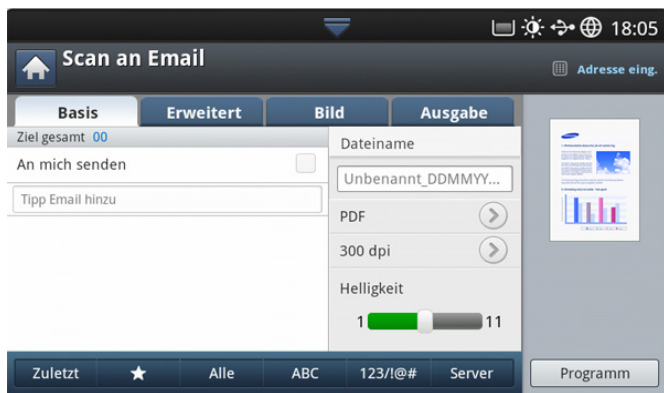 18:05
Scan an Email
Adresse eing.
Basis Erweitert Bild Ausgabe
Ziel gesamt 00
An mich senden
Tipp Email hinzu
Dateiname
Unbenannt_DDMMYY...
PDF
300 dpi
Helligkeit
1 11
Zuletzt ★ Alle ABC 123/!@# Server
Programm